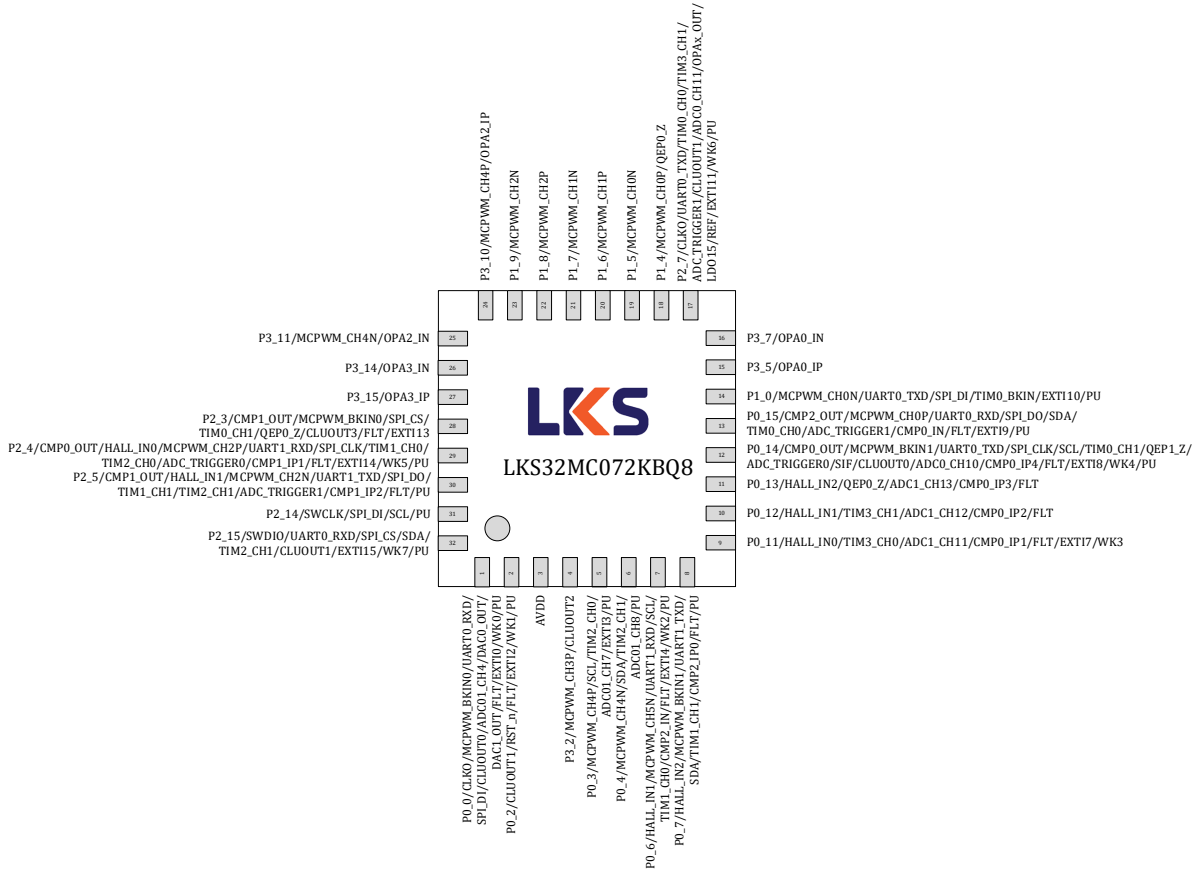 P3_10/MCPWM_CH4P/OPA2_IP
P1_9/MCPWM_CH2N
P1_8/MCPWM_CH2P
P1_7/MCPWM_CH1N
P1_6/MCPWM_CH1P
P1_5/MCPWM_CH0N
P1_4/MCPWM_CH0P/QEP0_Z
P2_7/CLKO/UART0_TXD/TIM0_CH0/TIM3_CH1/
ADC_TRIGGER1/CLUOUT1/ADC0_CH11/OPAx_OUT/
LDO15/REF/EXTI11/WK6/PU
24
23
22
21
20
19
18
17
P3_11/MCPWM_CH4N/OPA2_IN
25
P3_14/OPA3_IN
26
P3_15/OPA3_IP
27
P2_3/CMP1_OUT/MCPWM_BKIN0/SPI_CS/
TIM0_CH1/QEP0_Z/CLUOUT3/FLT/EXTI13
28
P2_4/CMP0_OUT/HALL_IN0/MCPWM_CH2P/UART1_RXD/SPI_CLK/TIM1_CH0/
TIM2_CH0/ADC_TRIGGER0/CMP1_IP1/FLT/EXTI14/WK5/PU
29
P2_5/CMP1_OUT/HALL_IN1/MCPWM_CH2N/UART1_TXD/SPI_DO/
TIM1_CH1/TIM2_CH1/ADC_TRIGGER1/CMP1_IP2/FLT/PU
30
P2_14/SWCLK/SPI_DI/SCL/PU
31
P2_15/SWDIO/UART0_RXD/SPI_CS/SDA/
TIM2_CH1/CLUOUT1/EXTI15/WK7/PU
32
LKS
LKS32MC072KBQ8
16
P3_7/OPA0_IN
15
P3_5/OPA0_IP
14
P1_0/MCPWM_CH0N/UART0_TXD/SPI_DI/TIM0_BKIN/EXTI10/PU
13
P0_15/CMP2_OUT/MCPWM_CH0P/UART0_RXD/SPI_DO/SDA/
TIM0_CH0/ADC_TRIGGER1/CMP0_IN/FLT/EXTI9/PU
12
P0_14/CMP0_OUT/MCPWM_BKIN1/UART0_TXD/SPI_CLK/SCL/TIM0_CH1/QEP1_Z/
ADC_TRIGGER0/SIF/CLUOUT0/ADC0_CH10/CMP0_IP4/FLT/EXTI8/WK4/PU
11
P0_13/HALL_IN2/QEP0_Z/ADC1_CH13/CMP0_IP3/FLT
10
P0_12/HALL_IN1/TIM3_CH1/ADC1_CH12/CMP0_IP2/FLT
9
P0_11/HALL_IN0/TIM3_CH0/ADC1_CH11/CMP0_IP1/FLT/EXTI7/WK3
1
2
3
4
5
6
7
8
P0_0/CLKO/MCPWM_BKIN0/UART0_RXD/
SPI_DI/CLUOUT0/ADC01_CH4/DAC0_OUT/
DAC1_OUT/FLT/EXTI0/WK0/PU
P0_2/CLUOUT1/RST_n/FLT/EXTI2/WK1/PU
AVDD
P3_2/MCPWM_CH3P/CLUOUT2
P0_3/MCPWM_CH4P/SCL/TIM2_CH0/
ADC01_CH7/EXTI3/PU
P0_4/MCPWM_CH4N/SDA/TIM2_CH1/
ADC01_CH8/PU
P0_6/HALL_IN1/MCPWM_CH5N/UART1_RXD/SCL/
TIM1_CH0/CMP2_IN/FLT/EXTI4/WK2/PU
P0_7/HALL_IN2/MCPWM_BKIN1/UART1_TXD/
SDA/TIM1_CH1/CMP2_IP0/FLT/PU